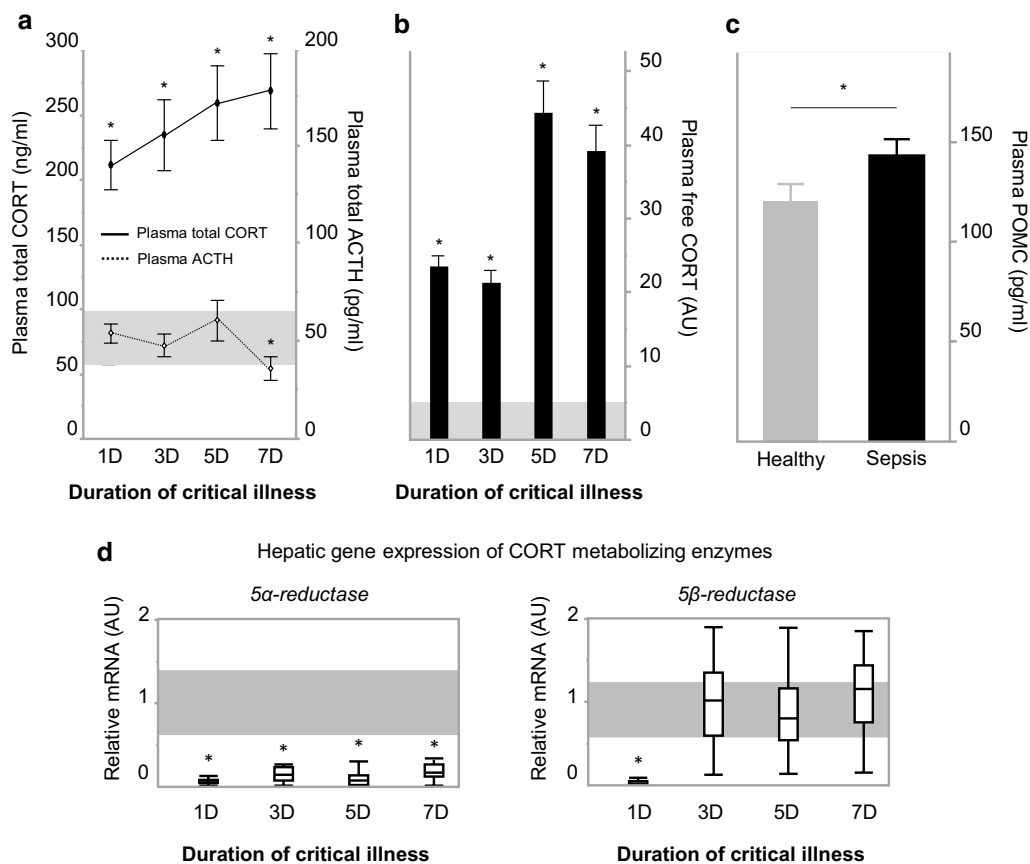 a
Plasma total CORT (ng/ml)
300
250
200
150
100
50
0
200
150
100
50
0
Plasma total ACTH
(pg/ml)
*
*
*
*
Plasma total CORT
Plasma ACTH
*
1D 3D 5D 7D
Duration of critical illness
b
*
*
*
*
50
40
30
20
10
0
Plasma free CORT (AU)
1D 3D 5D 7D
Duration of critical illness
c
*
150
100
50
0
Plasma POMC (pg/ml)
Healthy Sepsis
d
Hepatic gene expression of CORT metabolizing enzymes
5α-reductase
Relative mRNA (AU)
2
1
0
* * * *
1D 3D 5D 7D
Duration of critical illness
5β-reductase
Relative mRNA (AU)
2
1
0
*
1D 3D 5D 7D
Duration of critical illness